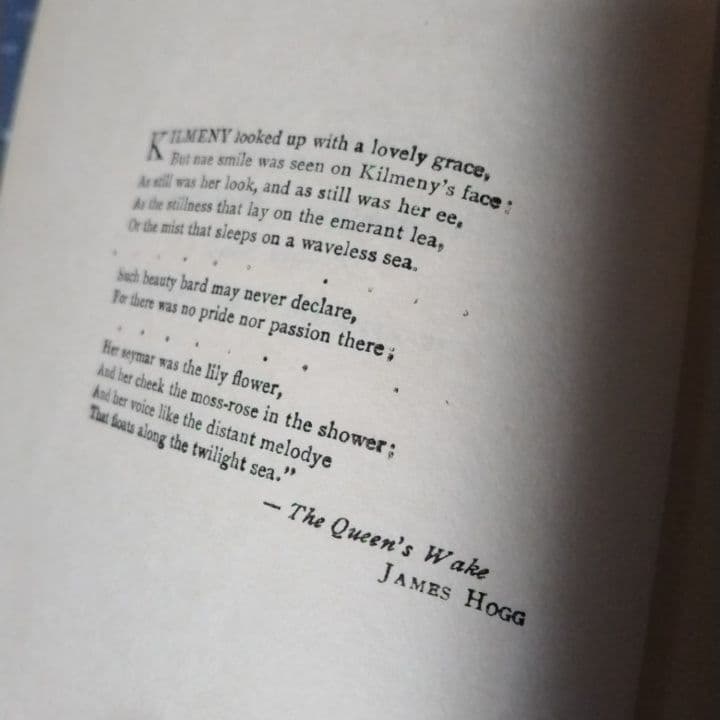 KILMENY looked up with a lovely grace,
But nae smile was seen on Kilmeny's face;
As still was her look, and as still was her ee,
As the stillness that lay on the emerant lea,
Or the mist that sleeps on a waveless sea.
. . . . . . . .
Such beauty bard may never declare,
For there was no pride nor passion there;
. . . . . . . .
Her seymar was the lily flower,
And her cheek the moss-rose in the shower;
And her voice like the distant melodye
That floats along the twilight sea."
— The Queen's Wake
JAMES HOGG